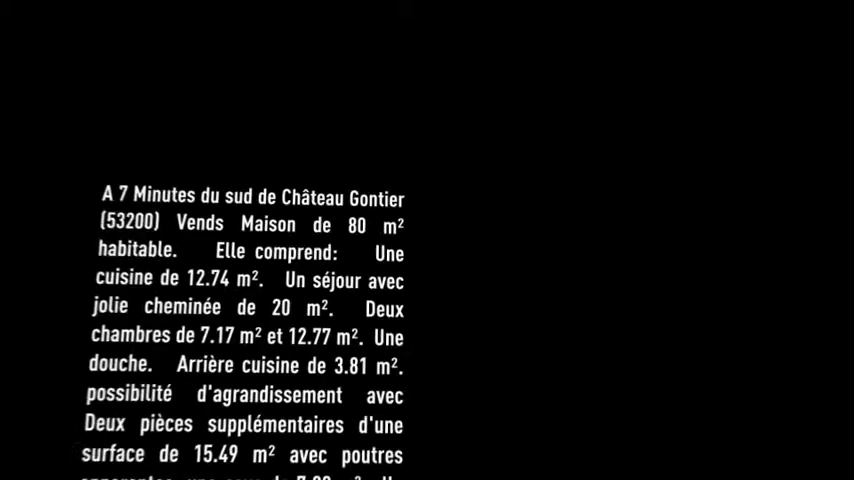 A 7 Minutes du sud de Château Gontier
(53200) Vends Maison de 80 m²
habitable. Elle comprend: Une
cuisine de 12.74 m². Un séjour avec
jolie cheminée de 20 m². Deux
chambres de 7.17 m² et 12.77 m². Une
douche. Arrière cuisine de 3.81 m².
possibilité d'agrandissement avec
Deux pièces supplémentaires d'une
surface de 15.49 m² avec poutres